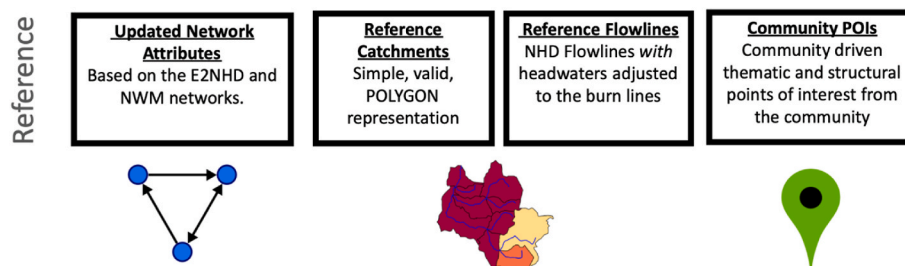 Reference
Updated Network
Attributes
Based on the E2NHD and
NWM networks.
Reference
Catchments
Simple, valid,
POLYGON
representation
Reference Flowlines
NHD Flowlines with
headwaters adjusted
to the burn lines
Community POIs
Community driven
thematic and structural
points of interest from
the community